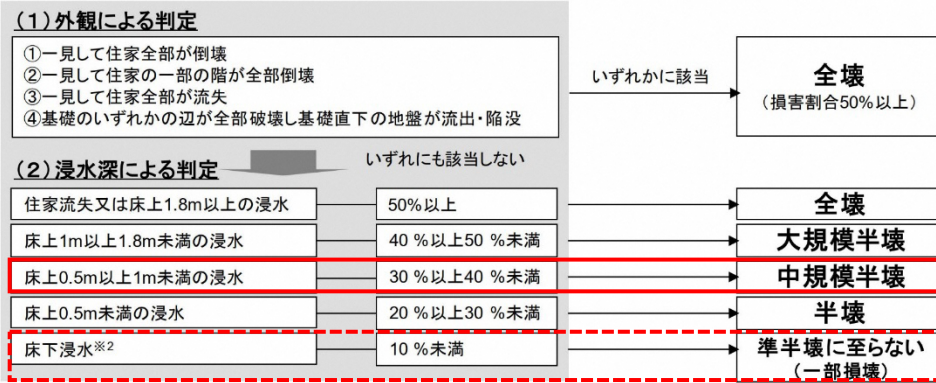 (1)外観による判定
①一見して住家全部が倒壊
②一見して住家の一部の階が全部倒壊
③一見して住家全部が流失
④基礎のいずれかの辺が全部破壊し基礎直下の地盤が流出・陥没
いずれかに該当
全壊
(損害割合50%以上)
いずれにも該当しない
(2)浸水深による判定
住家流失又は床上1.8m以上の浸水 50%以上 全壊
床上1m以上1.8m未満の浸水 40 %以上50 %未満 大規模半壊
床上0.5m以上1m未満の浸水 30 %以上40 %未満 中規模半壊
床上0.5m未満の浸水 20 %以上30 %未満 半壊
床下浸水※2 10 %未満 準半壊に至らない
(一部損壊)